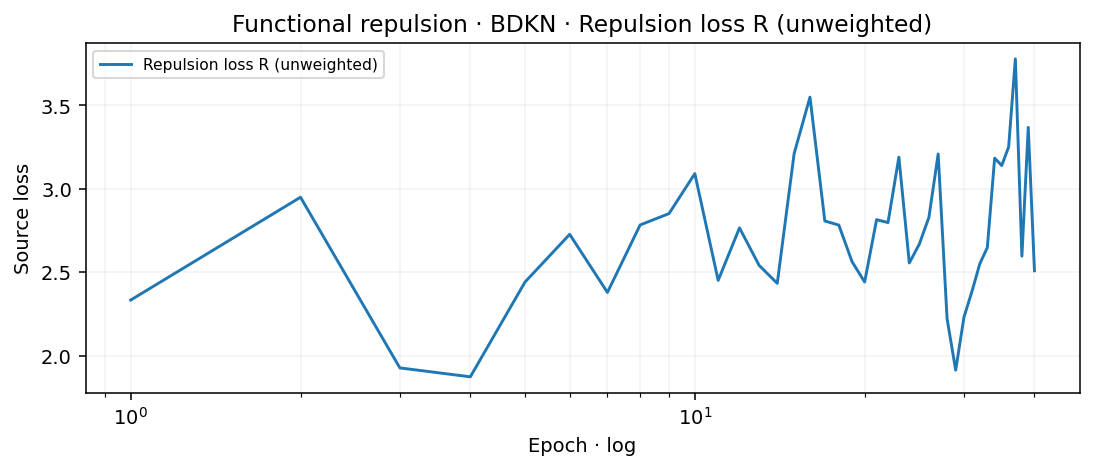 Functional repulsion · BDKN · Repulsion loss R (unweighted)
Repulsion loss R (unweighted)
Source loss
3.5
3.0
2.5
2.0
10⁰
10¹
Epoch · log